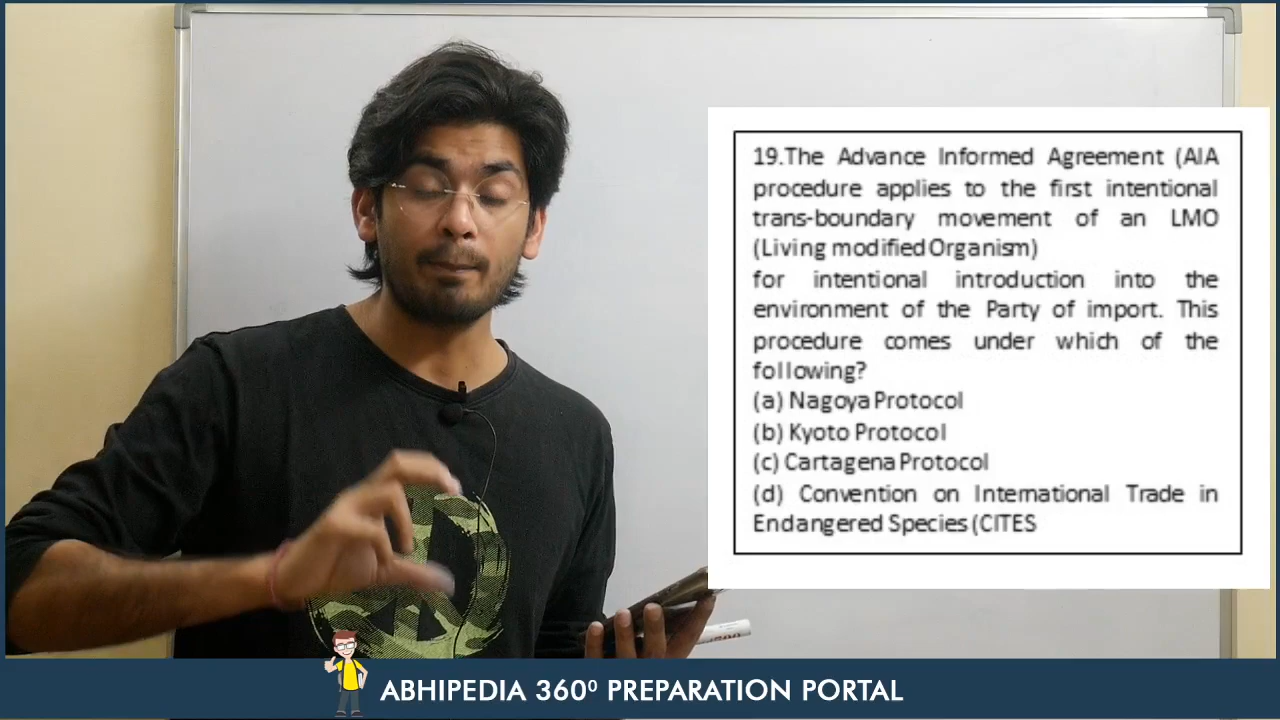 19.The Advance Informed Agreement (AIA
procedure applies to the first intentional
trans-boundary movement of an LMO
(Living modified Organism)
for intentional introduction into the
environment of the Party of import. This
procedure comes under which of the
following?
(a) Nagoya Protocol
(b) Kyoto Protocol
(c) Cartagena Protocol
(d) Convention on International Trade in
Endangered Species (CITES
ABHIPEDIA 360⁰ PREPARATION PORTAL